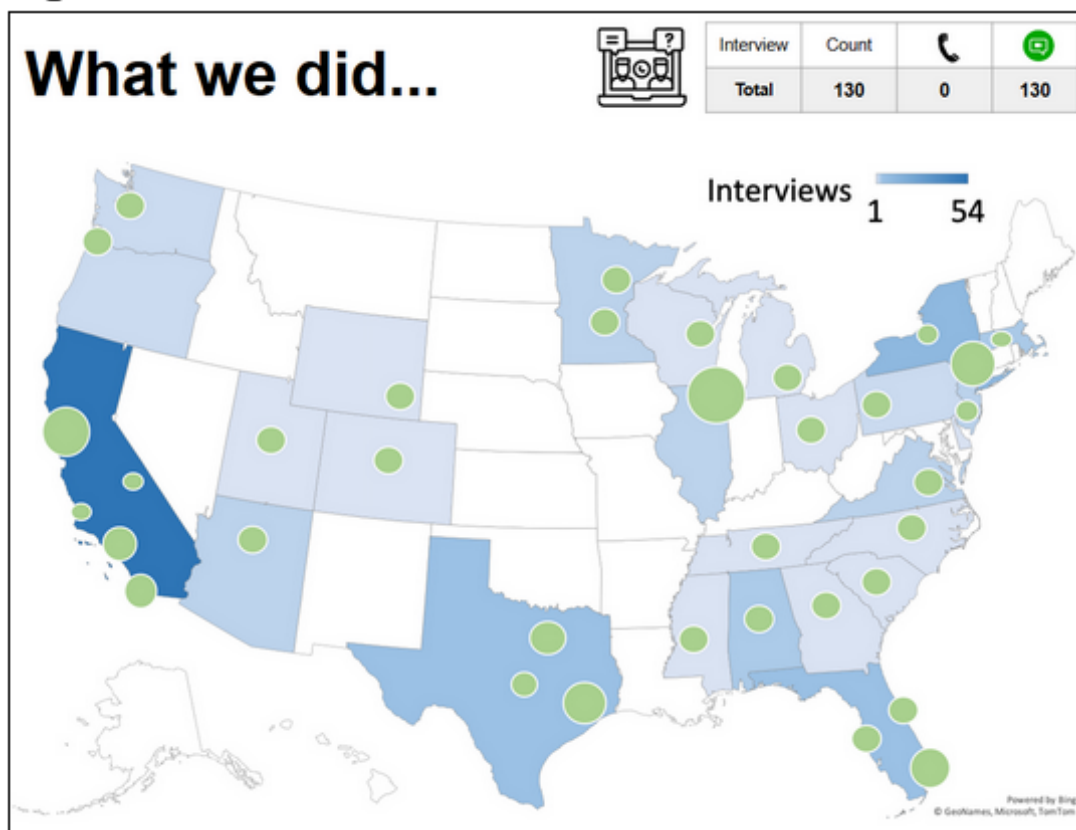 What we did...
= ?
Interview Count
Total 130 0 130
Interviews
1 54
Powered by Bing
© GeoNames, Microsoft, TomTom